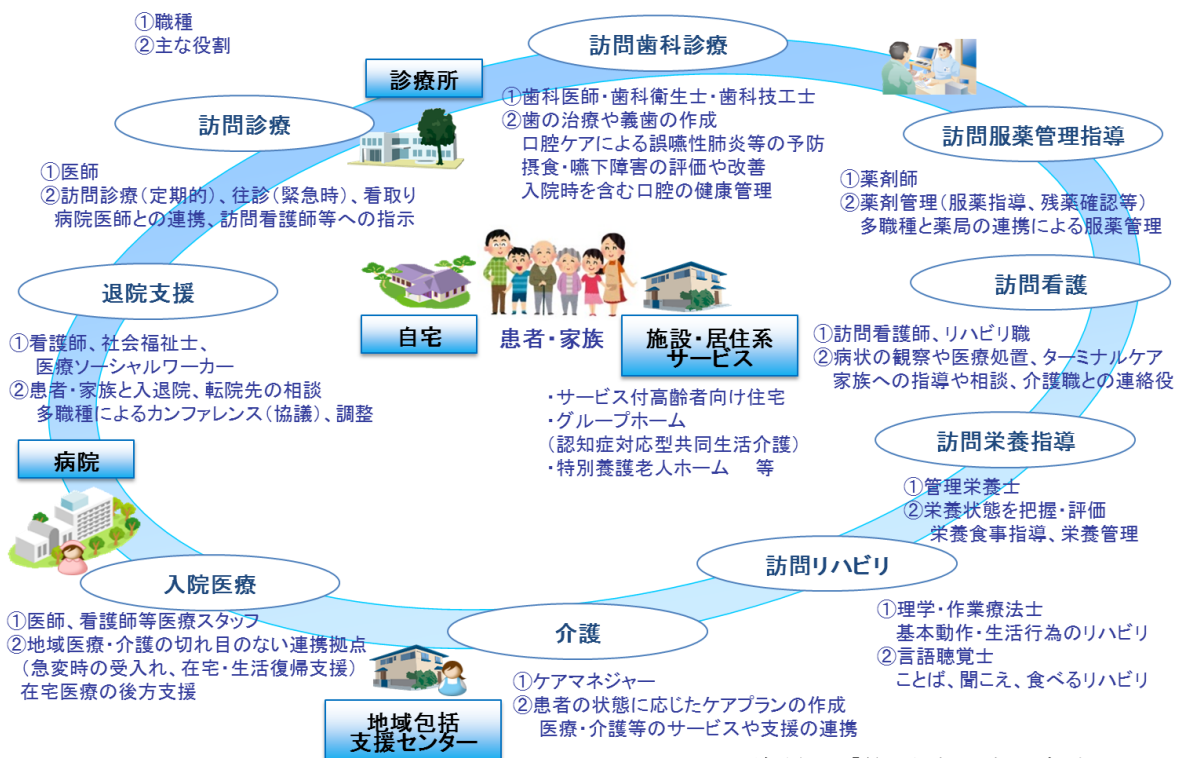 ①職種
②主な役割
訪問歯科診療
診療所
①歯科医師・歯科衛生士・歯科技工士
②歯の治療や義歯の作成
口腔ケアによる誤嚥性肺炎等の予防
摂食・嚥下障害の評価や改善
入院時を含む口腔の健康管理
訪問診療
①医師
②訪問診療(定期的)、往診(緊急時)、看取り
病院医師との連携、訪問看護師等への指示
訪問服薬管理指導
①薬剤師
②薬剤管理(服薬指導、残薬確認等)
多職種と薬局の連携による服薬管理
退院支援
①看護師、社会福祉士、
医療ソーシャルワーカー
②患者・家族と入退院、転院先の相談
多職種によるカンファレンス(協議)、調整
自宅
患者・家族
施設・居住系
サービス
・サービス付高齢者向け住宅
・グループホーム
(認知症対応型共同生活介護)
・特別養護老人ホーム 等
訪問看護
①訪問看護師、リハビリ職
②病状の観察や医療処置、ターミナルケア
家族への指導や相談、介護職との連絡役
病院
訪問栄養指導
①管理栄養士
②栄養状態を把握・評価
栄養食事指導、栄養管理
入院医療
①医師、看護師等医療スタッフ
②地域医療・介護の切れ目のない連携拠点
(急変時の受入れ、在宅・生活復帰支援)
在宅医療の後方支援
訪問リハビリ
①理学・作業療法士
基本動作・生活行為のリハビリ
②言語聴覚士
ことば、聞こえ、食べるリハビリ
介護
①ケアマネジャー
②患者の状態に応じたケアプランの作成
医療・介護等のサービスや支援の連携
地域包括
支援センター